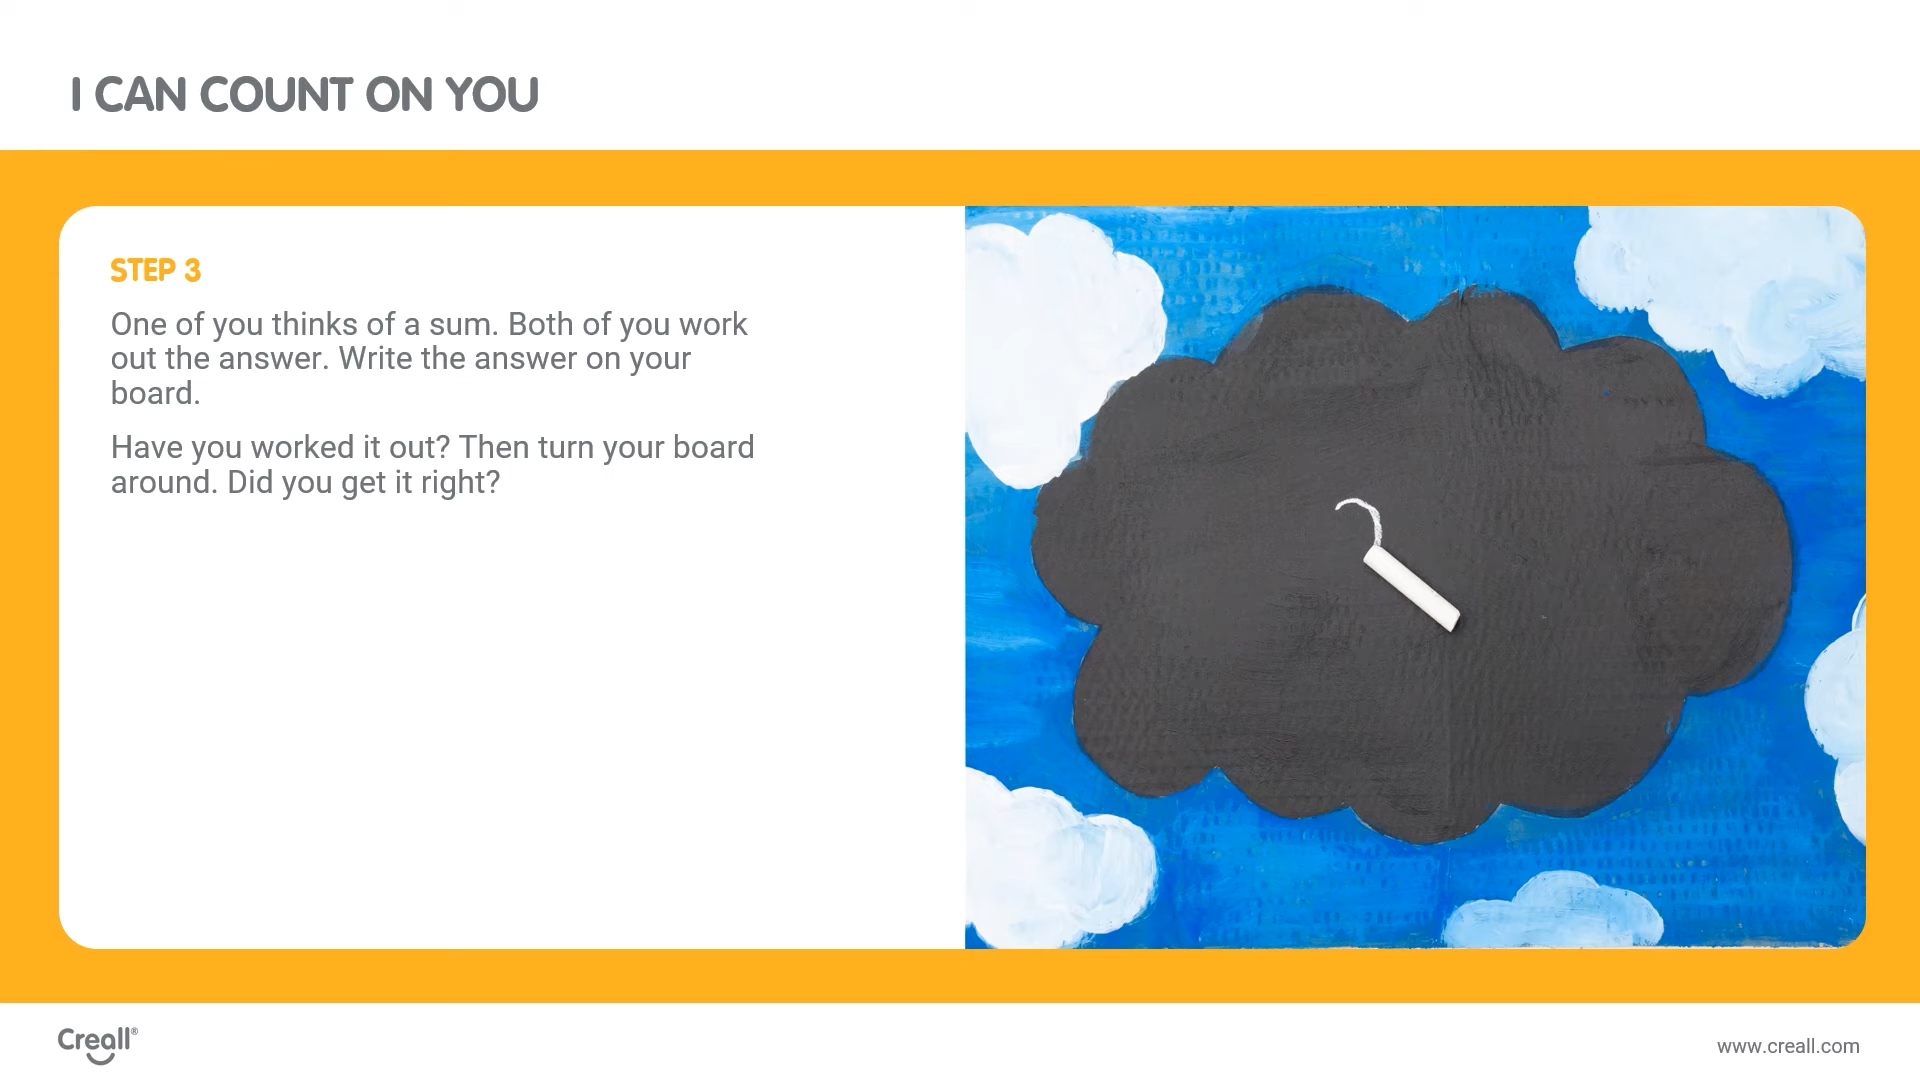 I CAN COUNT ON YOU
STEP 3
One of you thinks of a sum. Both of you work
out the answer. Write the answer on your
board.
Have you worked it out? Then turn your board
around. Did you get it right?
Creall®
www.creall.com